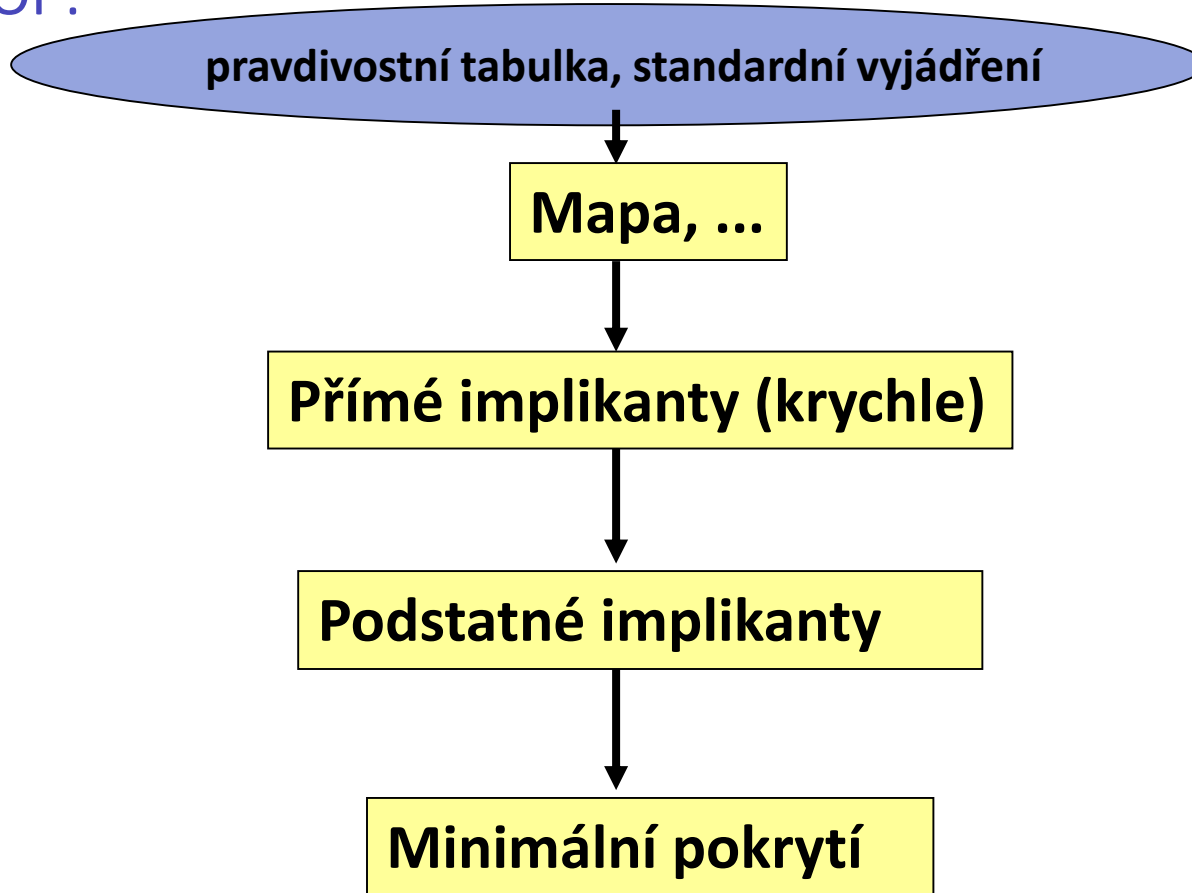 pravdivostní tabulka, standardní vyjádření
Mapa, ...
Přímé implikanty (krychle)
Podstatné implikanty
Minimální pokrytí